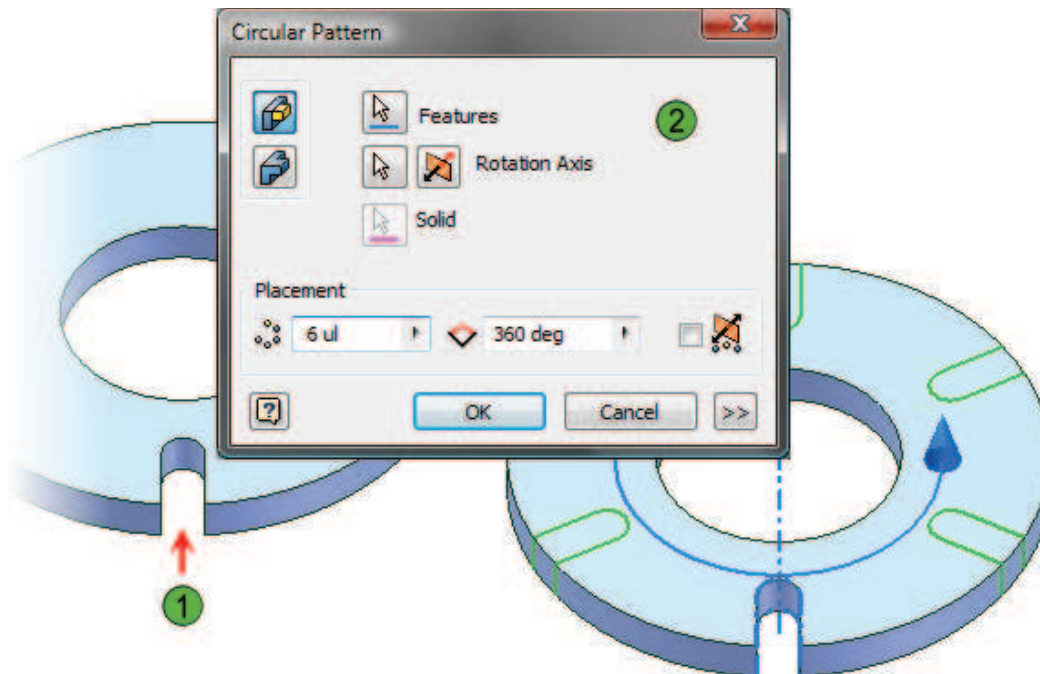 Circular Pattern
Features
2
Rotation Axis
Solid
Placement
6 ul
360 deg
OK
Cancel
>>
1